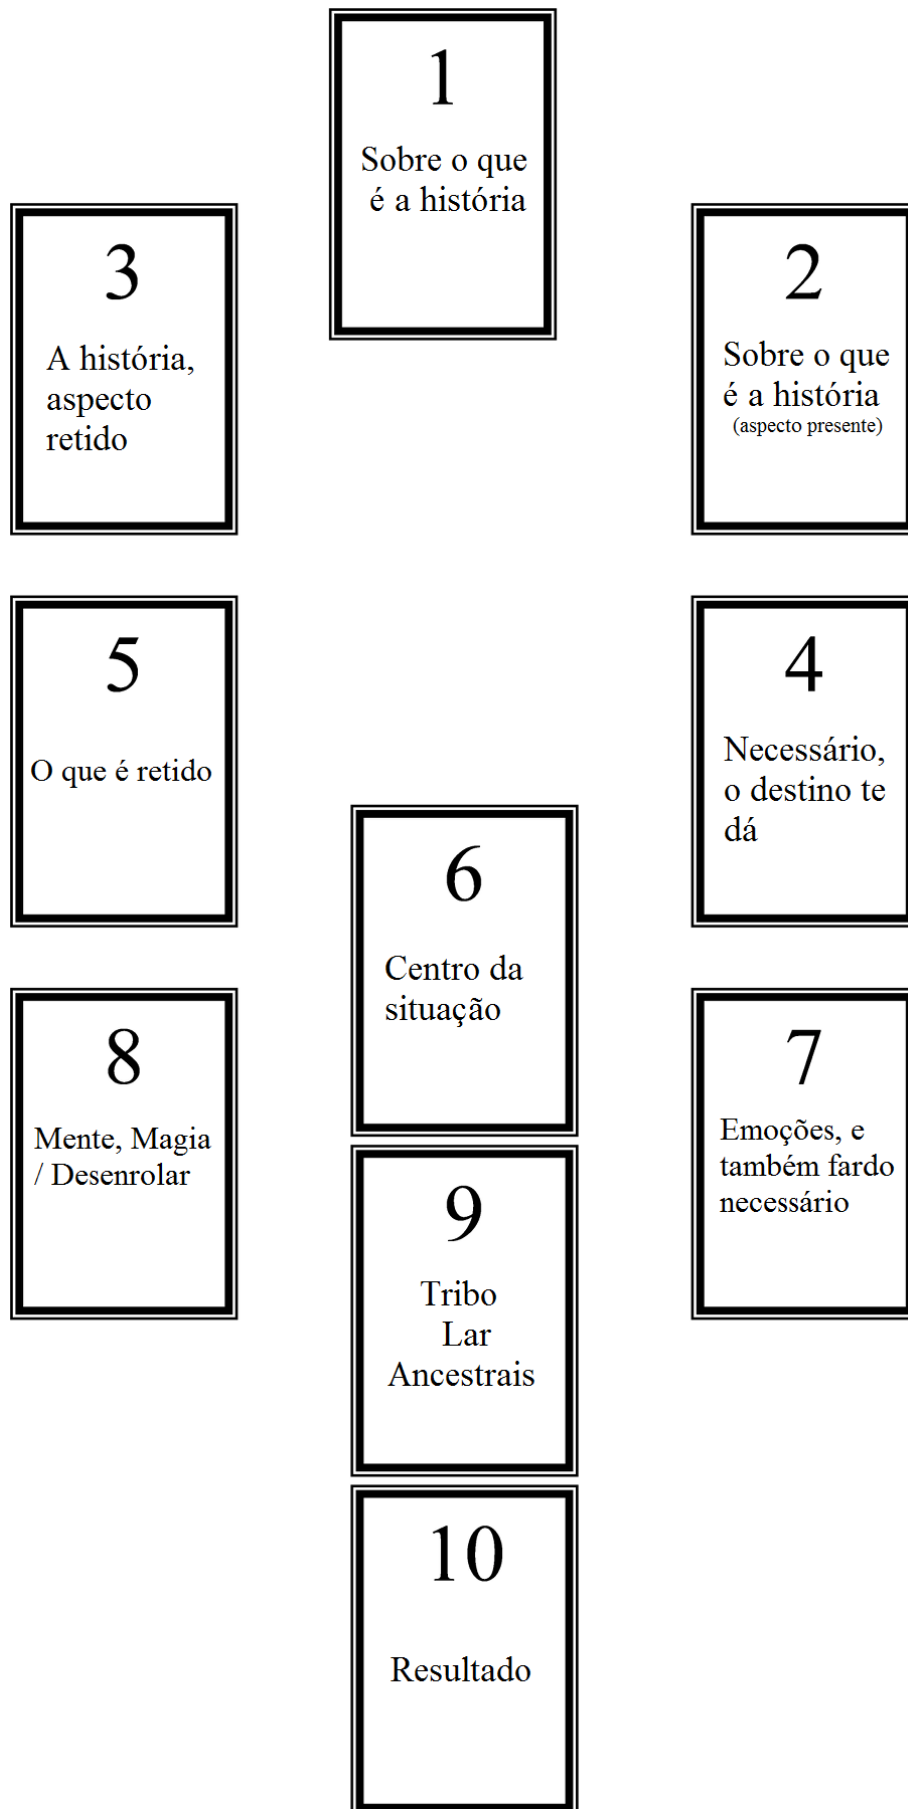 1
Sobre o que
é a história
2
Sobre o que
é a história
(aspecto presente)
3
A história,
aspecto
retido
4
Necessário,
o destino te
dá
5
O que é retido
6
Centro da
situação
7
Emoções, e
também fardo
necessário
8
Mente, Magia
/ Desenrolar
9
Tribo
Lar
Ancestrais
10
Resultado